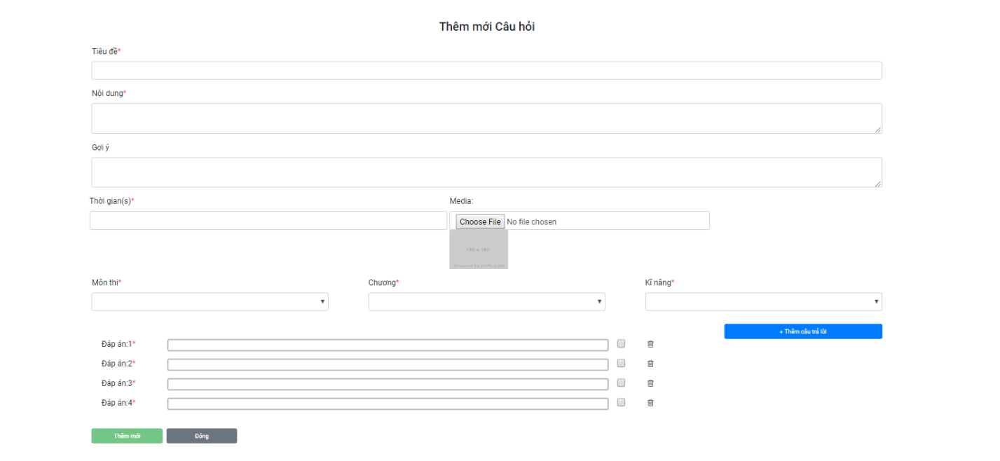 Thêm mới Câu hỏi
Tiêu đề*
Nội dung*
Gợi ý
Thời gian(s)* Media:
Choose File No file chosen
180 x 180
Powered by HTML.COM
Môn thi* Chương* Kĩ năng*
+ Thêm câu trả lời
Đáp án:1*
Đáp án:2*
Đáp án:3*
Đáp án:4*
Thêm mới Đóng